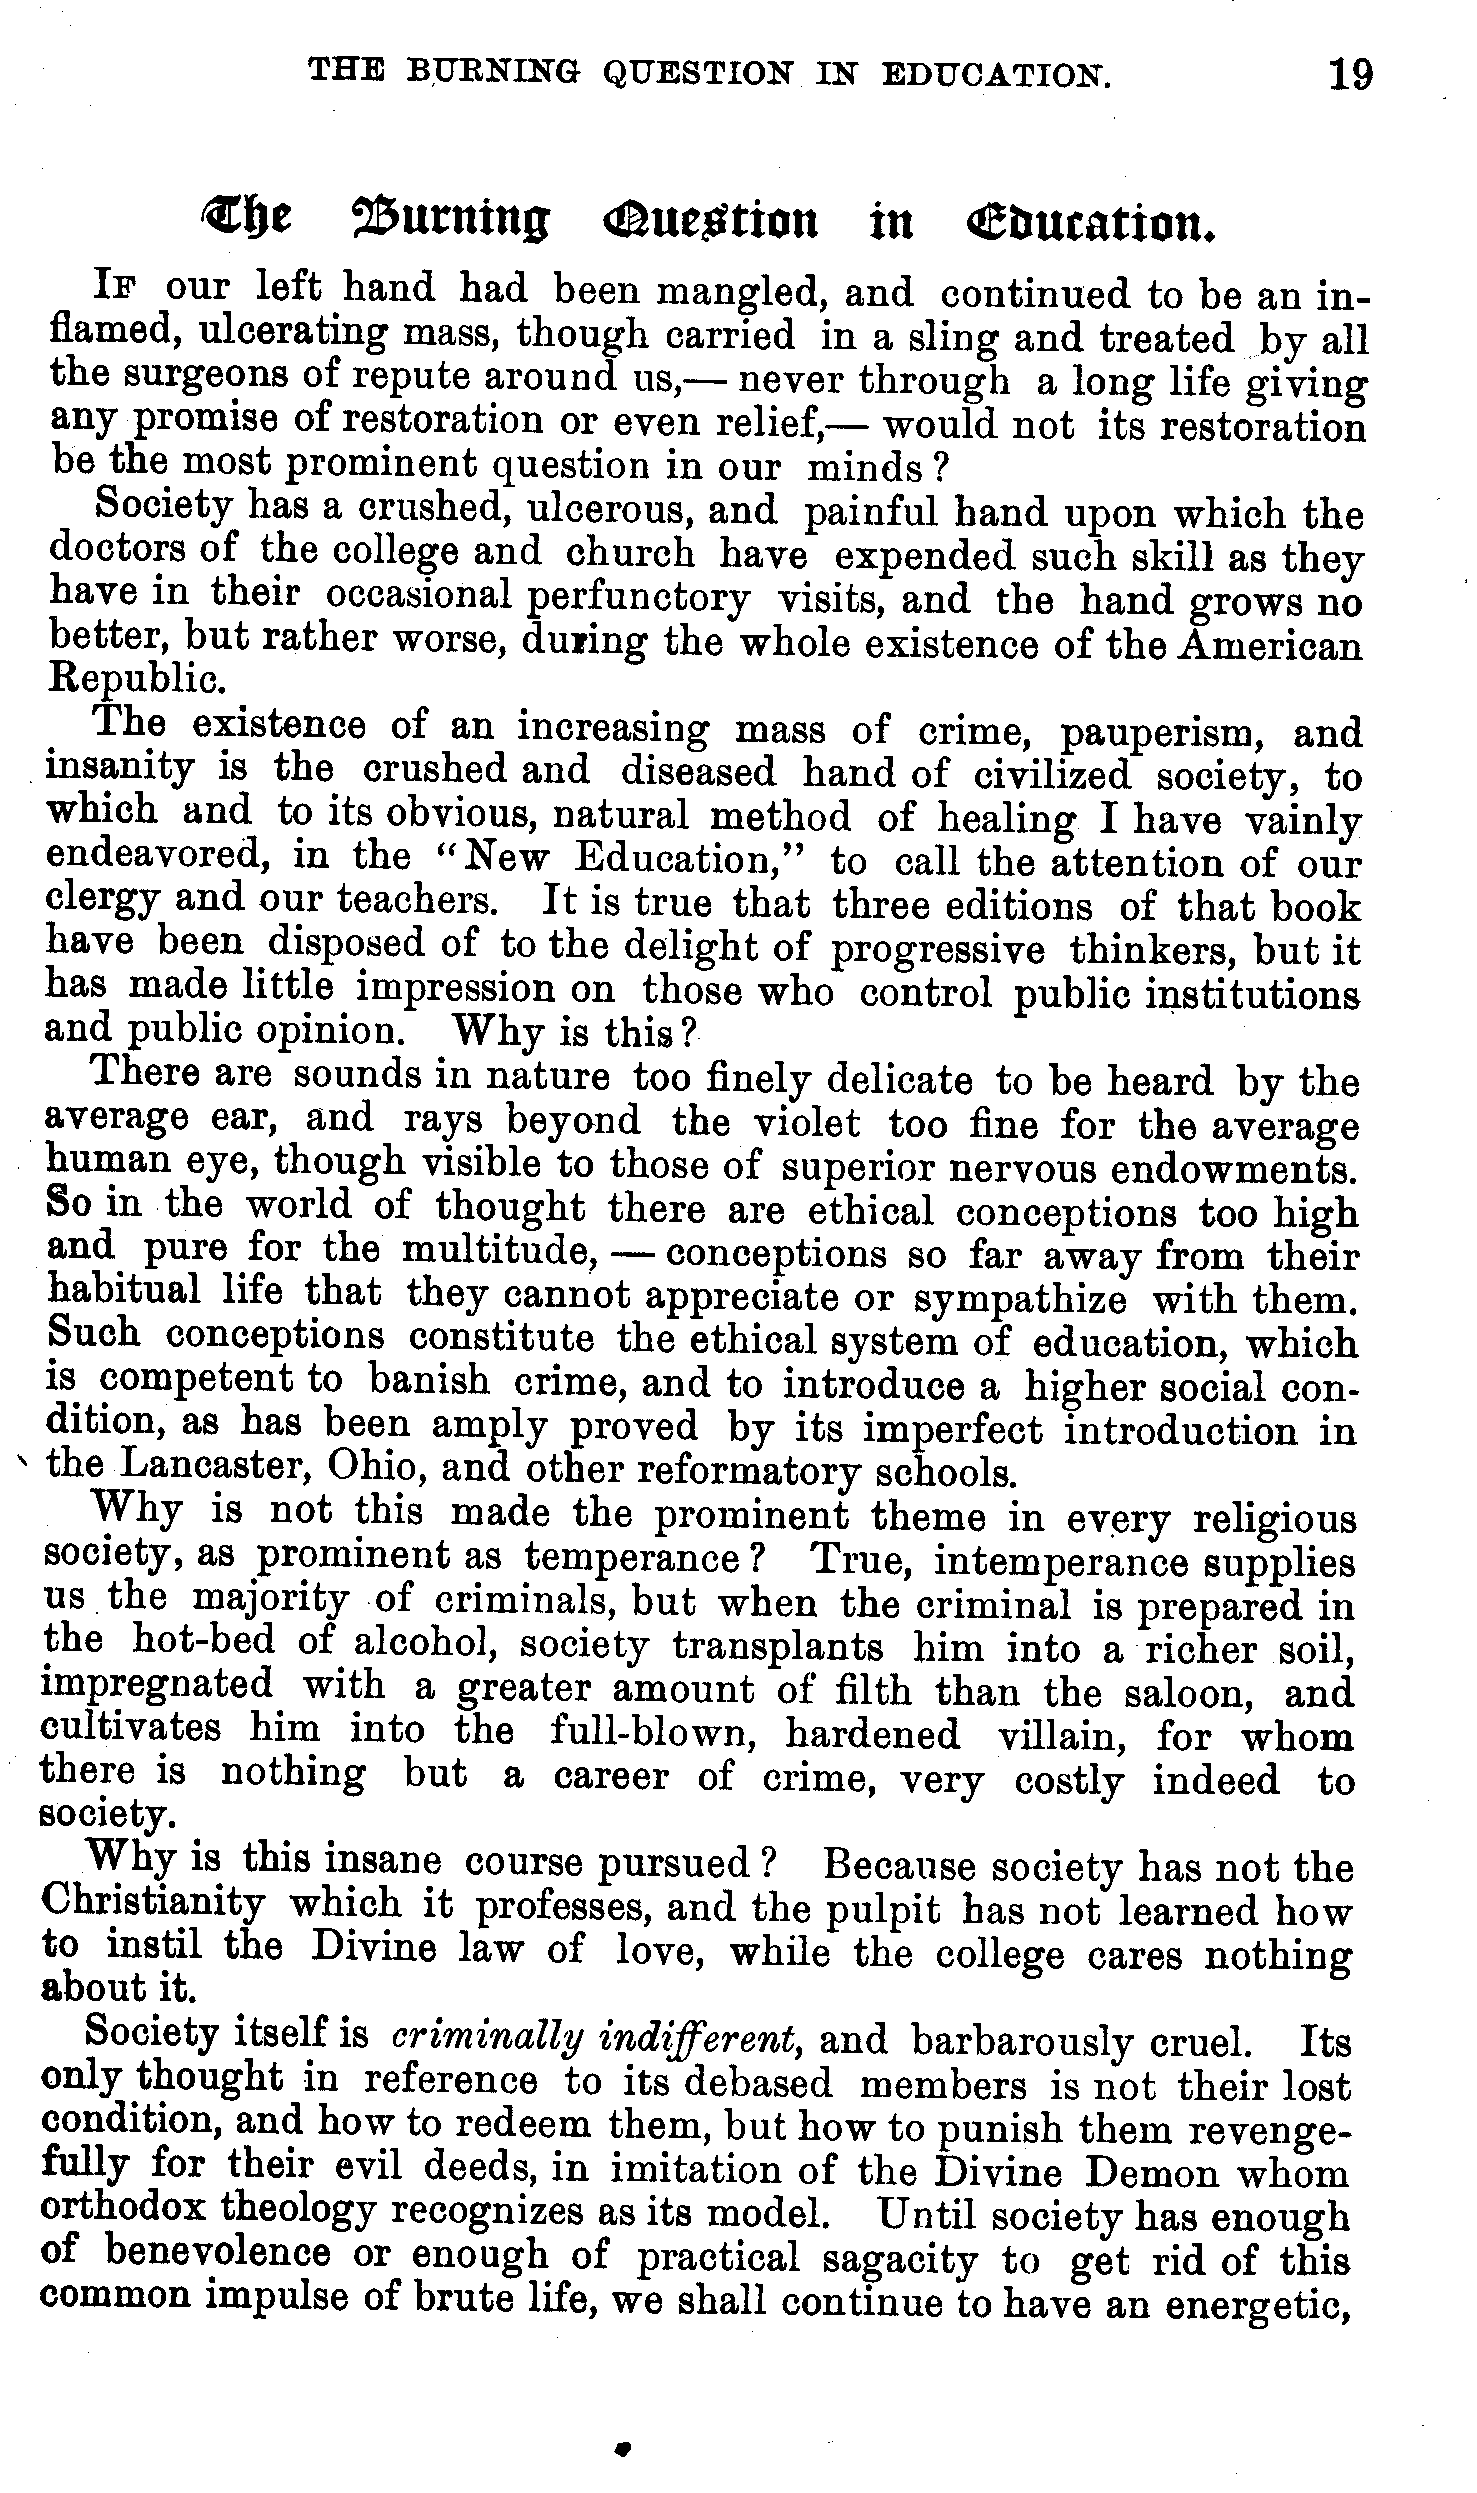 THE BURNING QUESTION IN EDUCATION. 19
The Burning Question in Education.
IF our left hand had been mangled, and continued to be an in-
flamed, ulcerating mass, though carried in a sling and treated by all
the surgeons of repute around us,— never through a long life giving
any promise of restoration or even relief,— would not its restoration
be the most prominent question in our minds?
Society has a crushed, ulcerous, and painful hand upon which the
doctors of the college and church have expended such skill as they
have in their occasional perfunctory visits, and the hand grows no
better, but rather worse, during the whole existence of the American
Republic.
The existence of an increasing mass of crime, pauperism, and
insanity is the crushed and diseased hand of civilized society, to
which and to its obvious, natural method of healing I have vainly
endeavored, in the "New Education," to call the attention of our
clergy and our teachers. It is true that three editions of that book
have been disposed of to the delight of progressive thinkers, but it
has made little impression on those who control public institutions
and public opinion. Why is this?
There are sounds in nature too finely delicate to be heard by the
average ear, and rays beyond the violet too fine for the average
human eye, though visible to those of superior nervous endowments.
So in the world of thought there are ethical conceptions too high
and pure for the multitude, — conceptions so far away from their
habitual life that they cannot appreciate or sympathize with them.
Such conceptions constitute the ethical system of education, which
is competent to banish crime, and to introduce a higher social con-
dition, as has been amply proved by its imperfect introduction in
the Lancaster, Ohio, and other reformatory schools.
Why is not this made the prominent theme in every religious
society, as prominent as temperance? True, intemperance supplies
us the majority of criminals, but when the criminal is prepared in
the hot-bed of alcohol, society transplants him into a richer soil,
impregnated with a greater amount of filth than the saloon, and
cultivates him into the full-blown, hardened villain, for whom
there is nothing but a career of crime, very costly indeed to
society.
Why is this insane course pursued? Because society has not the
Christianity which it professes, and the pulpit has not learned how
to instil the Divine law of love, while the college cares nothing
about it.
Society itself is criminally indifferent, and barbarously cruel. Its
only thought in reference to its debased members is not their lost
condition, and how to redeem them, but how to punish them revenge-
fully for their evil deeds, in imitation of the Divine Demon whom
orthodox theology recognizes as its model. Until society has enough
of benevolence or enough of practical sagacity to get rid of this
common impulse of brute life, we shall continue to have an energetic,